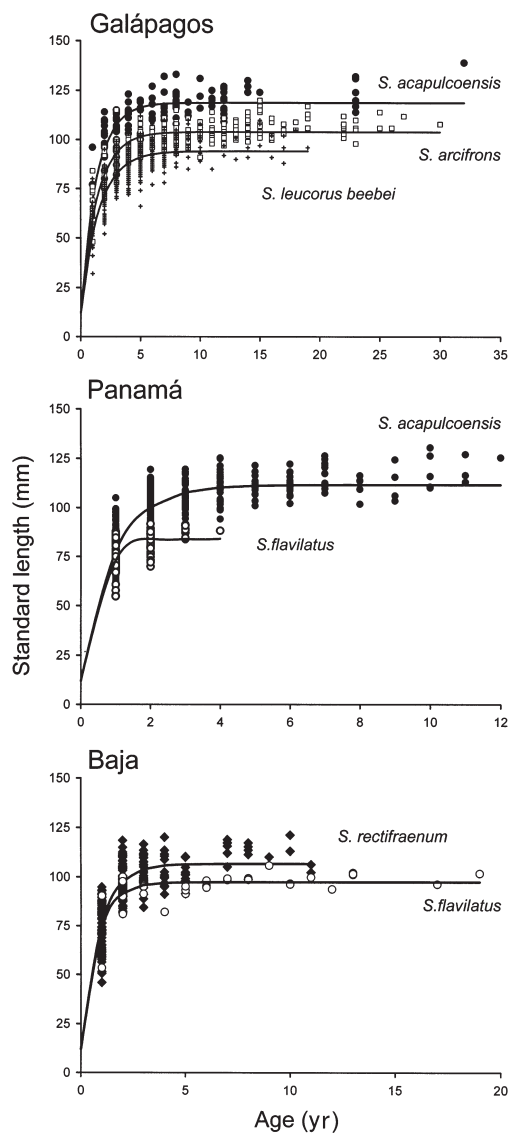 Galápagos
150
125
100
75
50
25
0
S. acapulcoensis
S. arcifrons
S. leucorus beebei
0 5 10 15 20 25 30 35
Panamá
150
125
100
75
50
25
0
S. acapulcoensis
S.flavilatus
0 2 4 6 8 10 12
Standard length (mm)
Baja
150
125
100
75
50
25
0
S. rectifraenum
S.flavilatus
0 5 10 15 20
Age (yr)